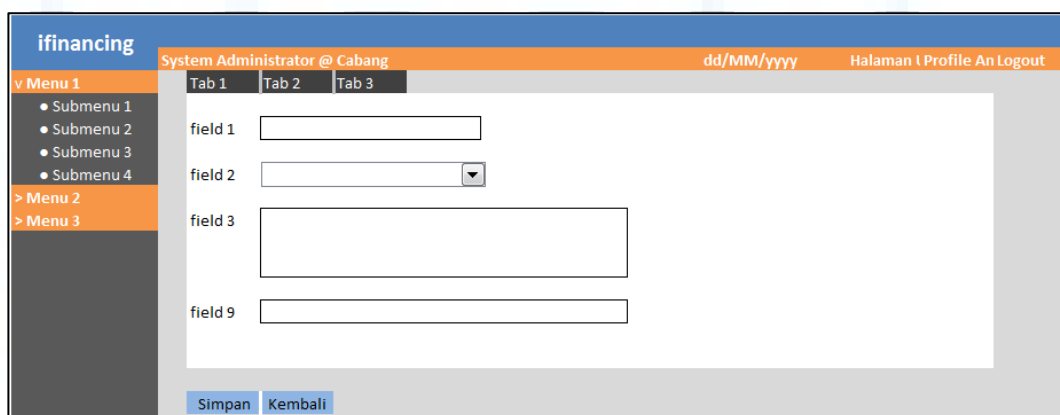 ifinancing
System Administrator @ Cabang dd/MM/yyyy Halaman Profile An Logout
v Menu 1
● Submenu 1
● Submenu 2
● Submenu 3
● Submenu 4
> Menu 2
> Menu 3
Tab 1 Tab 2 Tab 3
field 1
field 2
field 3
field 9
Simpan Kembali